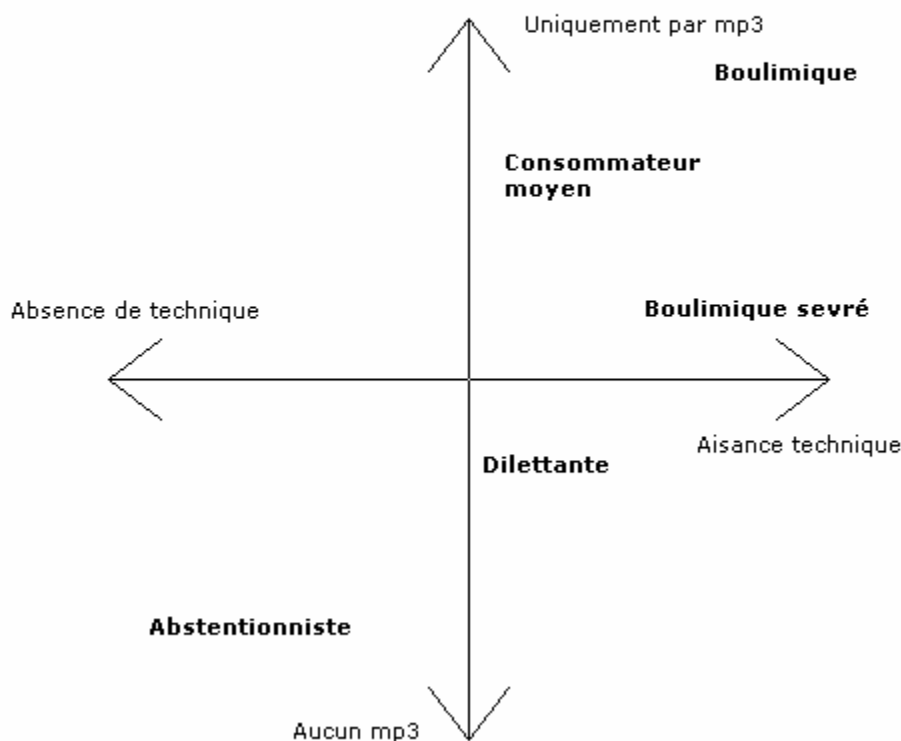 Uniquement par mp3
Boulimique
Consommateur
moyen
Absence de technique
Boulimique sevré
Aisance technique
Dilettante
Abstentionniste
Aucun mp3